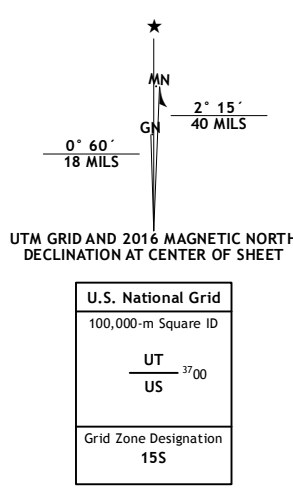 ★
MN
2° 15´
GN
40 MILS
0° 60´
18 MILS
UTM GRID AND 2016 MAGNETIC NORTH
DECLINATION AT CENTER OF SHEET
U.S. National Grid
100,000-m Square ID
UT
3700
US
Grid Zone Designation
15S